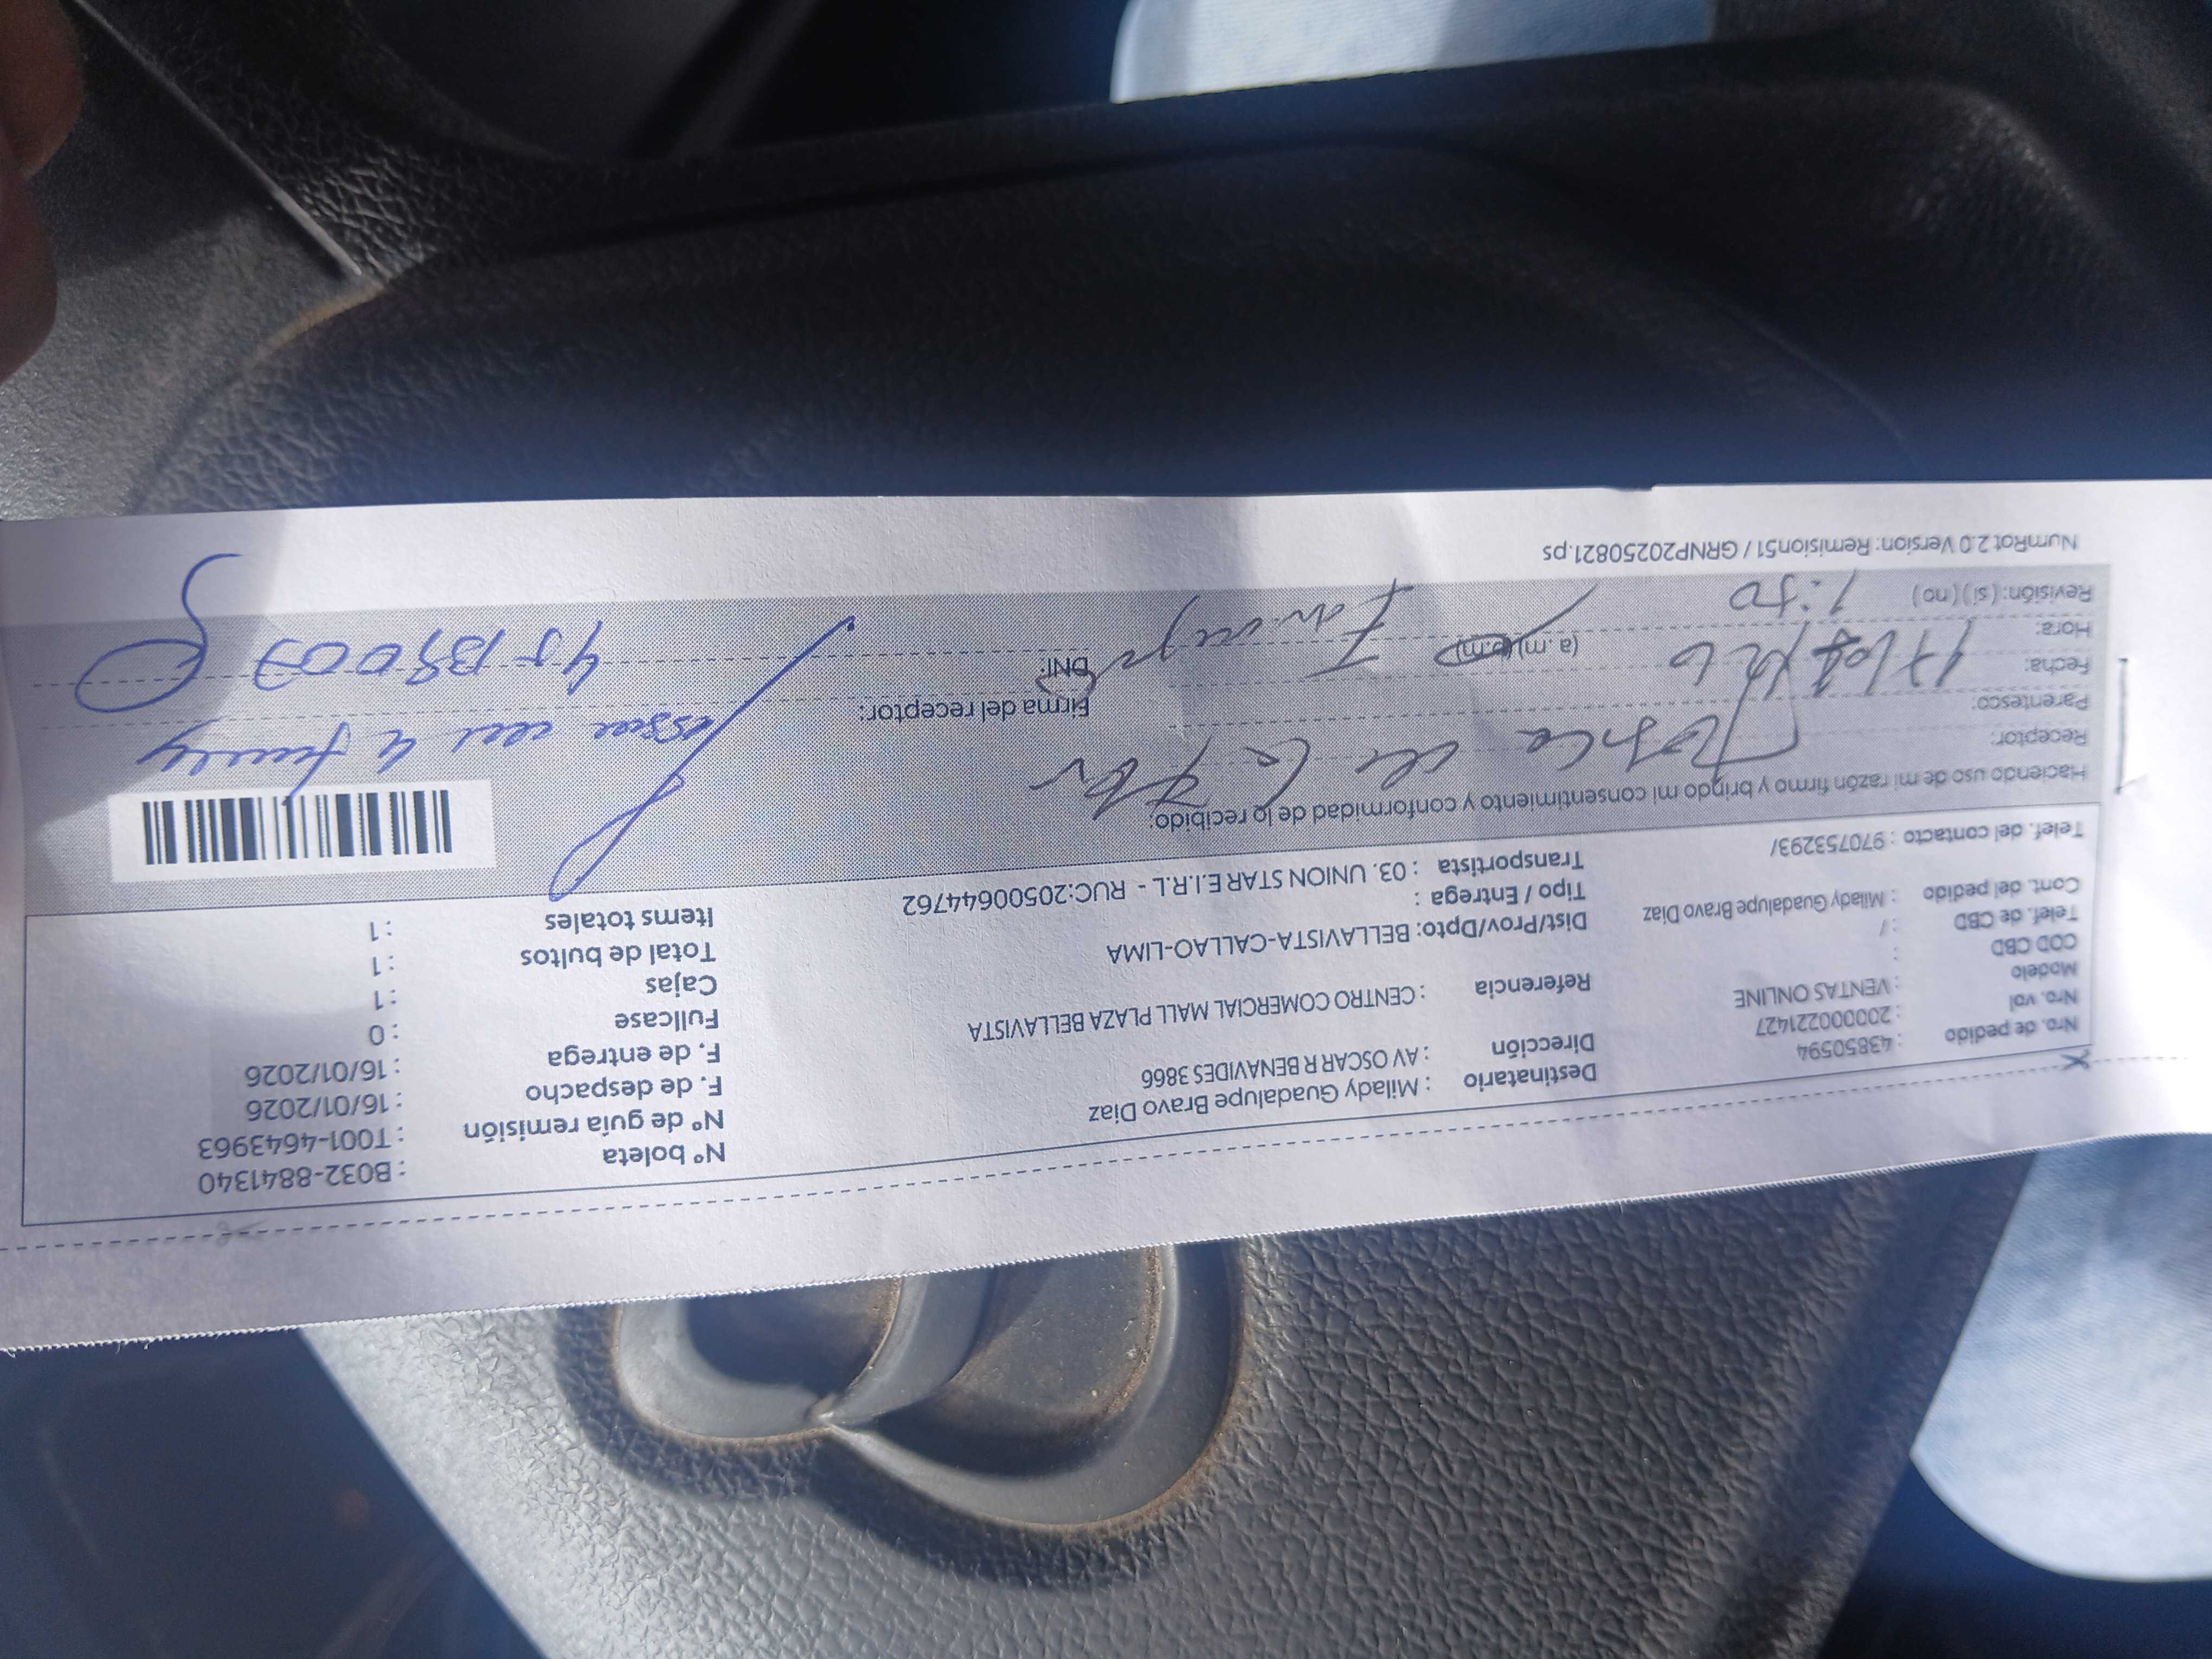 Nº boleta : B032-8841340
Nº de guía remisión : T001-4643963
F. de despacho : 16/01/2026
F. de entrega : 16/01/2026
Fullcase : 0
Cajas : 1
Total de bultos : 1
Items totales : 1
Destinatario : Milady Guadalupe Bravo Diaz
Dirección : AV OSCAR R BENAVIDES 3866
Referencia : CENTRO COMERCIAL MALL PLAZA BELLAVISTA
Dist/Prov/Dpto: BELLAVISTA-CALLAO-LIMA
Tipo / Entrega :
Transportista : 03. UNION STAR E.I.R.L - RUC:20500644762
Nro. de pedido : 43850594
Nro. vol : 200000221427
Modelo : VENTAS ONLINE
COD CBD :
Telef. de CBD : /
Cont. del pedido : Milady Guadalupe Bravo Diaz
Telef. del contacto : 970753293/
Haciendo uso de mi razón firmo y brindo mi consentimiento y conformidad de lo recibido:
Receptor: de la
Parentesco:
Fecha: 17/01/26
Hora: 1:50 (a.m) (p.m)
Revisión: (si) (no)
Firma del receptor:
DNI:
NumRot 2.0 Version: Remision51 / GRNP20250821.ps